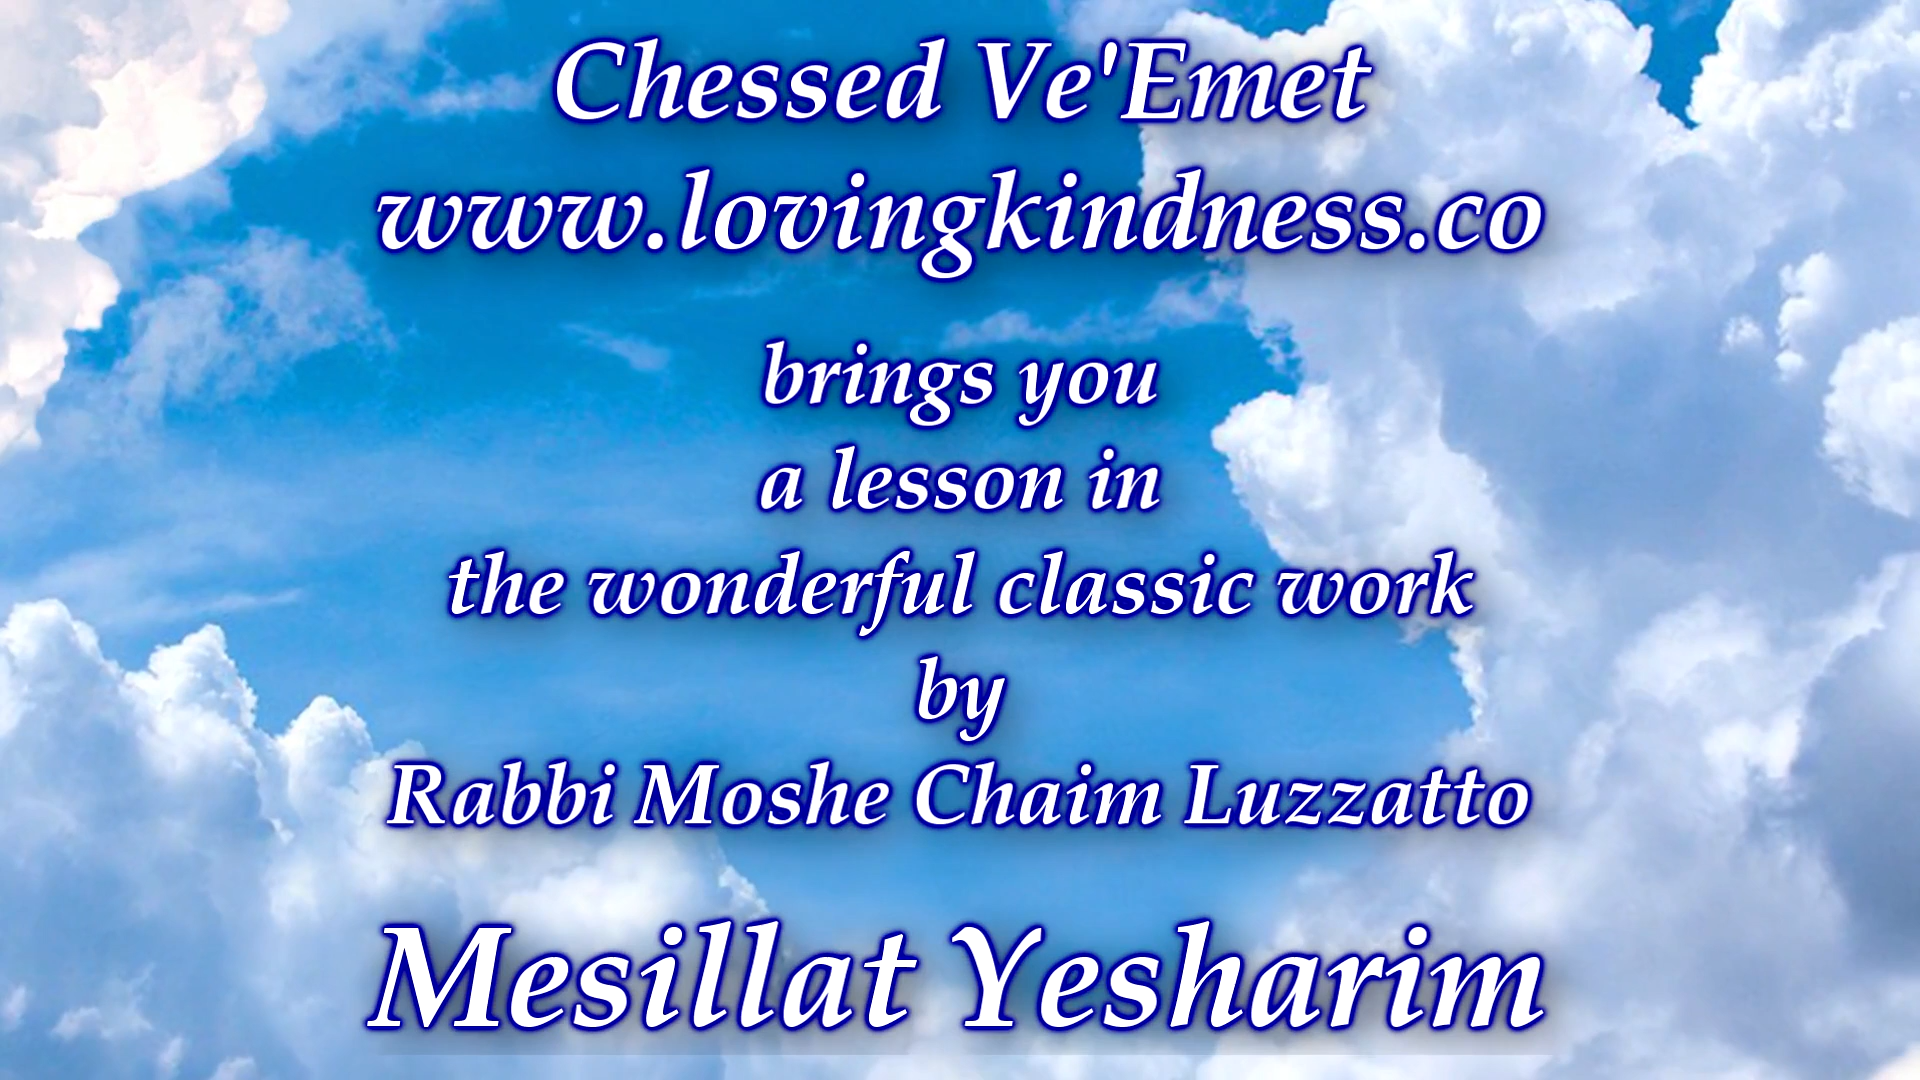 Chessed Ve'Emet
www.lovingkindness.co
brings you
a lesson in
the wonderful classic work
by
Rabbi Moshe Chaim Luzzatto
Mesillat Yesharim